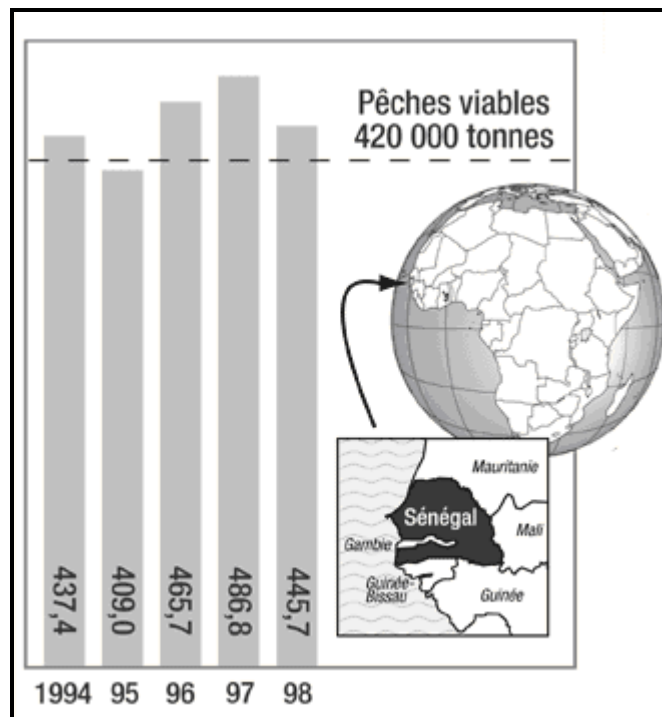 Pêches viables
420 000 tonnes
437,4
409,0
465,7
486,8
445,7
1994
95
96
97
98
Mauritanie
Sénégal
Mali
Gambie
Guinée-
Bissau
Guinée